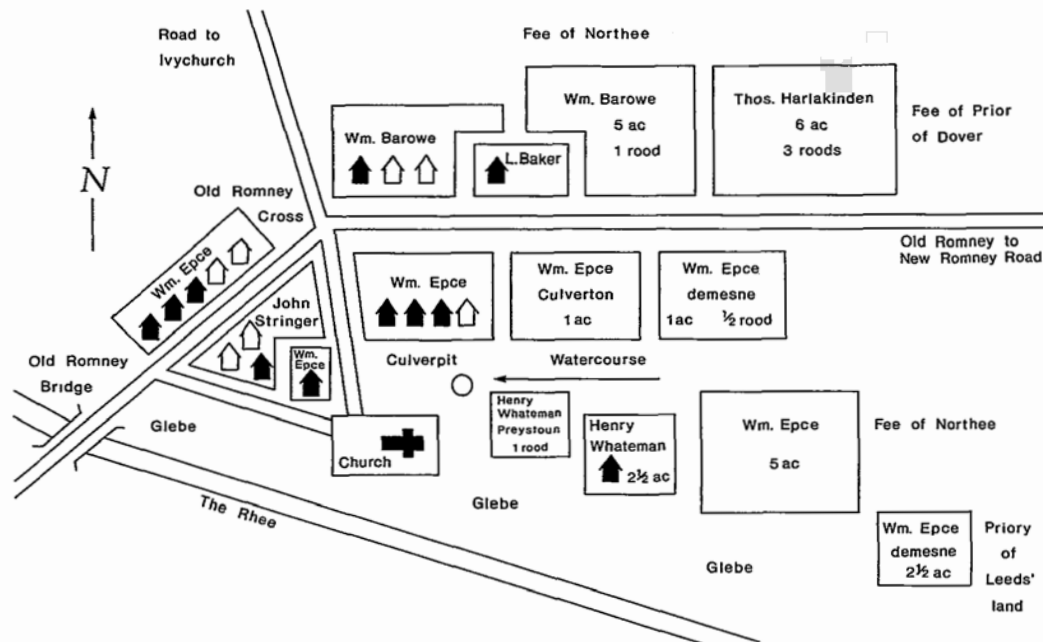 Road to
Ivychurch
Fee of Northee
Wm. Barowe
Wm. Barowe
5 ac
1 rood
Thos. Harlakinden
6 ac
3 roods
Fee of Prior
of Dover
L.Baker
N
Old Romney
Cross
Old Romney to
New Romney Road
Wm. Epce
Wm. Epce
Wm. Epce
Culverton
1 ac
Wm. Epce
demesne
1 ac ½ rood
John
Stringer
Wm.
Epce
Old Romney
Bridge
Culverpit
Watercourse
Glebe
Church
Henry
Whateman
Preystoun
1 rood
Henry
Whateman
2½ ac
Wm. Epce
5 ac
Fee of Northee
The Rhee
Glebe
Glebe
Wm. Epce
demesne
2½ ac
Priory
of
Leeds'
land